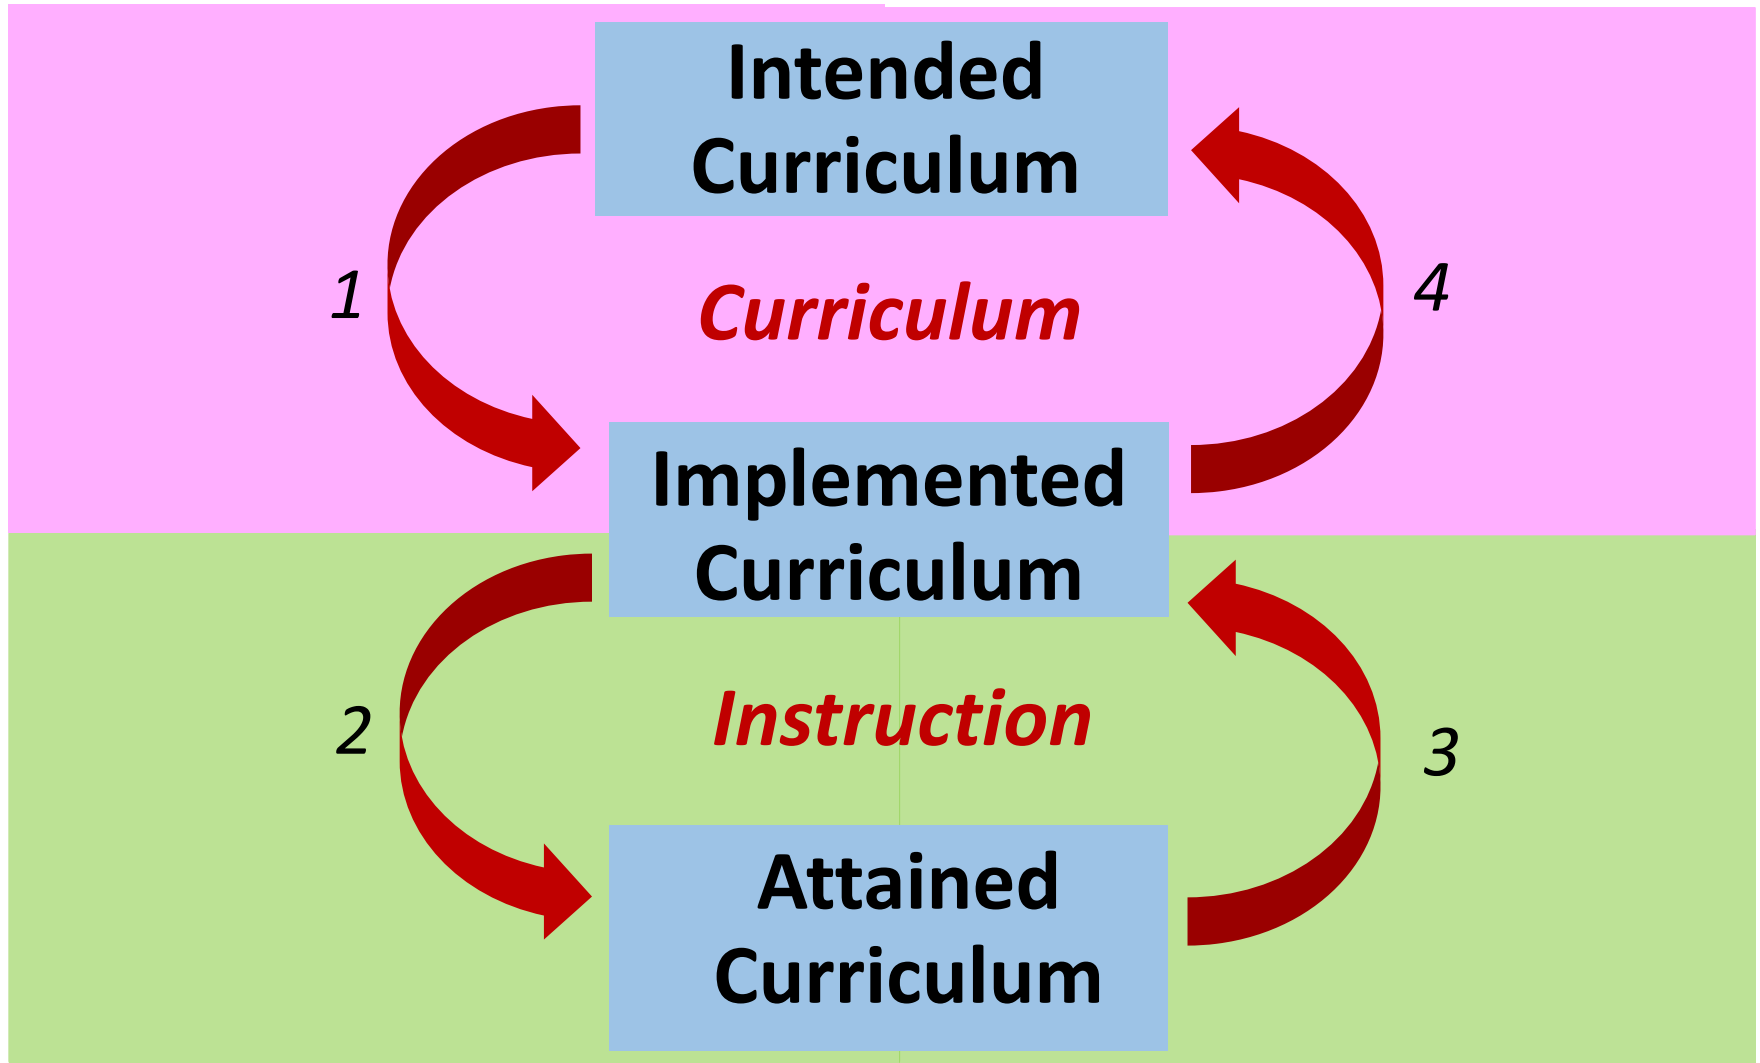 Intended
Curriculum
1
Curriculum
4
Implemented
Curriculum
2
Instruction
3
Attained
Curriculum